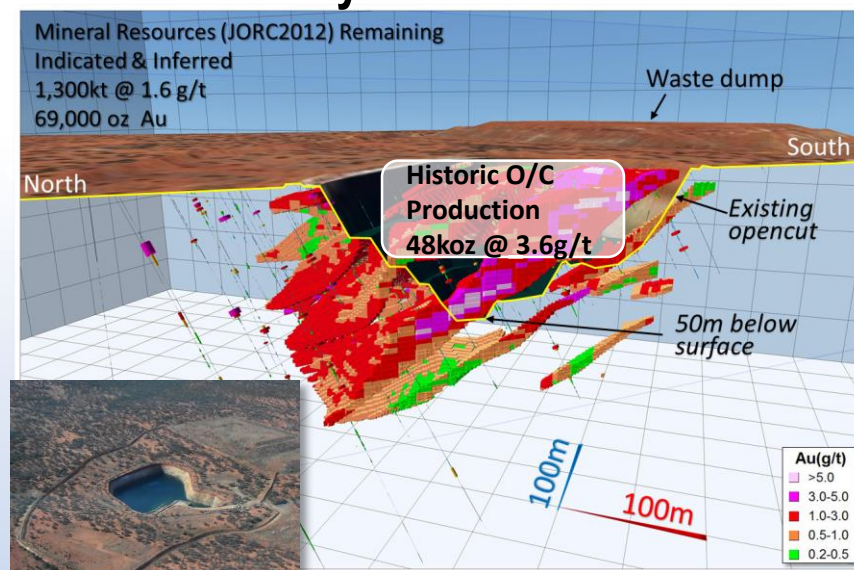 Mineral Resources (JORC2012) Remaining
Indicated & Inferred
1,300kt @ 1.6 g/t
69,000 oz Au
Waste dump
South
North
Historic O/C
Production
48koz @ 3.6g/t
Existing
opencut
50m below
surface
100m
100m
Au(g/t)
>5.0
3.0-5.0
1.0-3.0
0.5-1.0
0.2-0.5